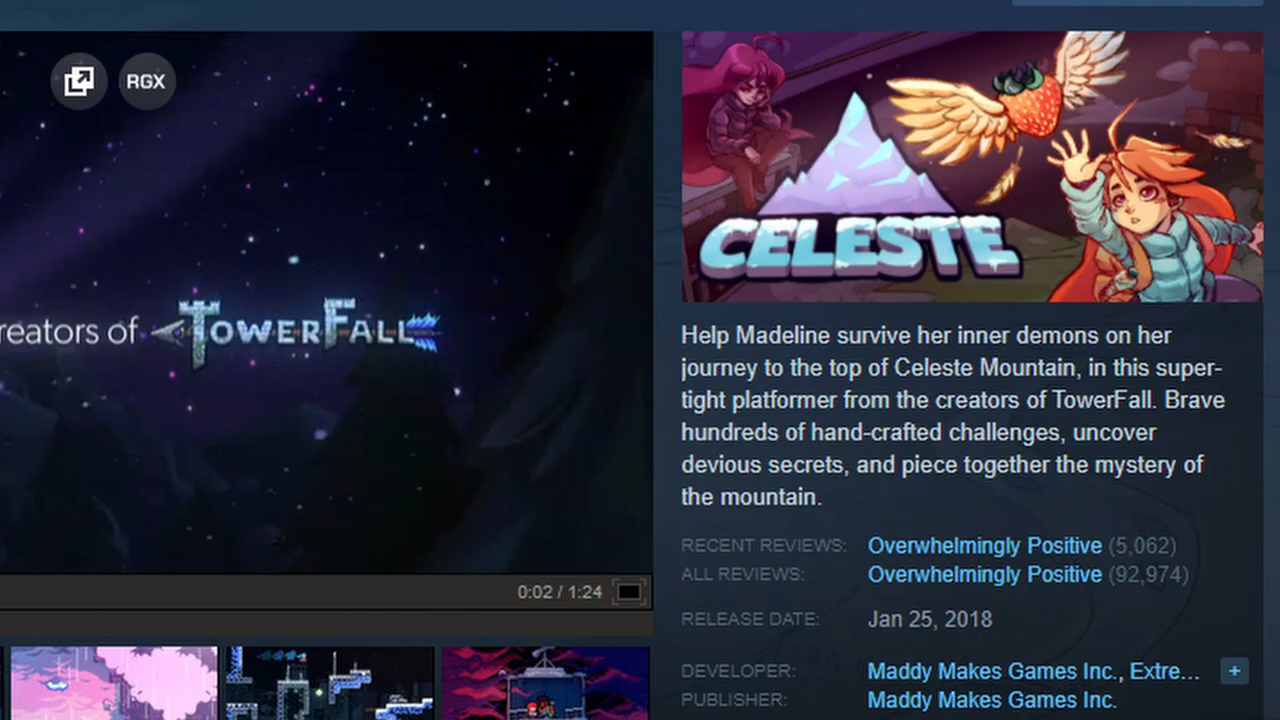 RGX
reators of TOWERFALL
0:02 / 1:24
CELESTE
Help Madeline survive her inner demons on her
journey to the top of Celeste Mountain, in this super-
tight platformer from the creators of TowerFall. Brave
hundreds of hand-crafted challenges, uncover
devious secrets, and piece together the mystery of
the mountain.
RECENT REVIEWS: Overwhelmingly Positive (5,062)
ALL REVIEWS: Overwhelmingly Positive (92,974)
RELEASE DATE: Jan 25, 2018
DEVELOPER: Maddy Makes Games Inc., Extre... +
PUBLISHER: Maddy Makes Games Inc.